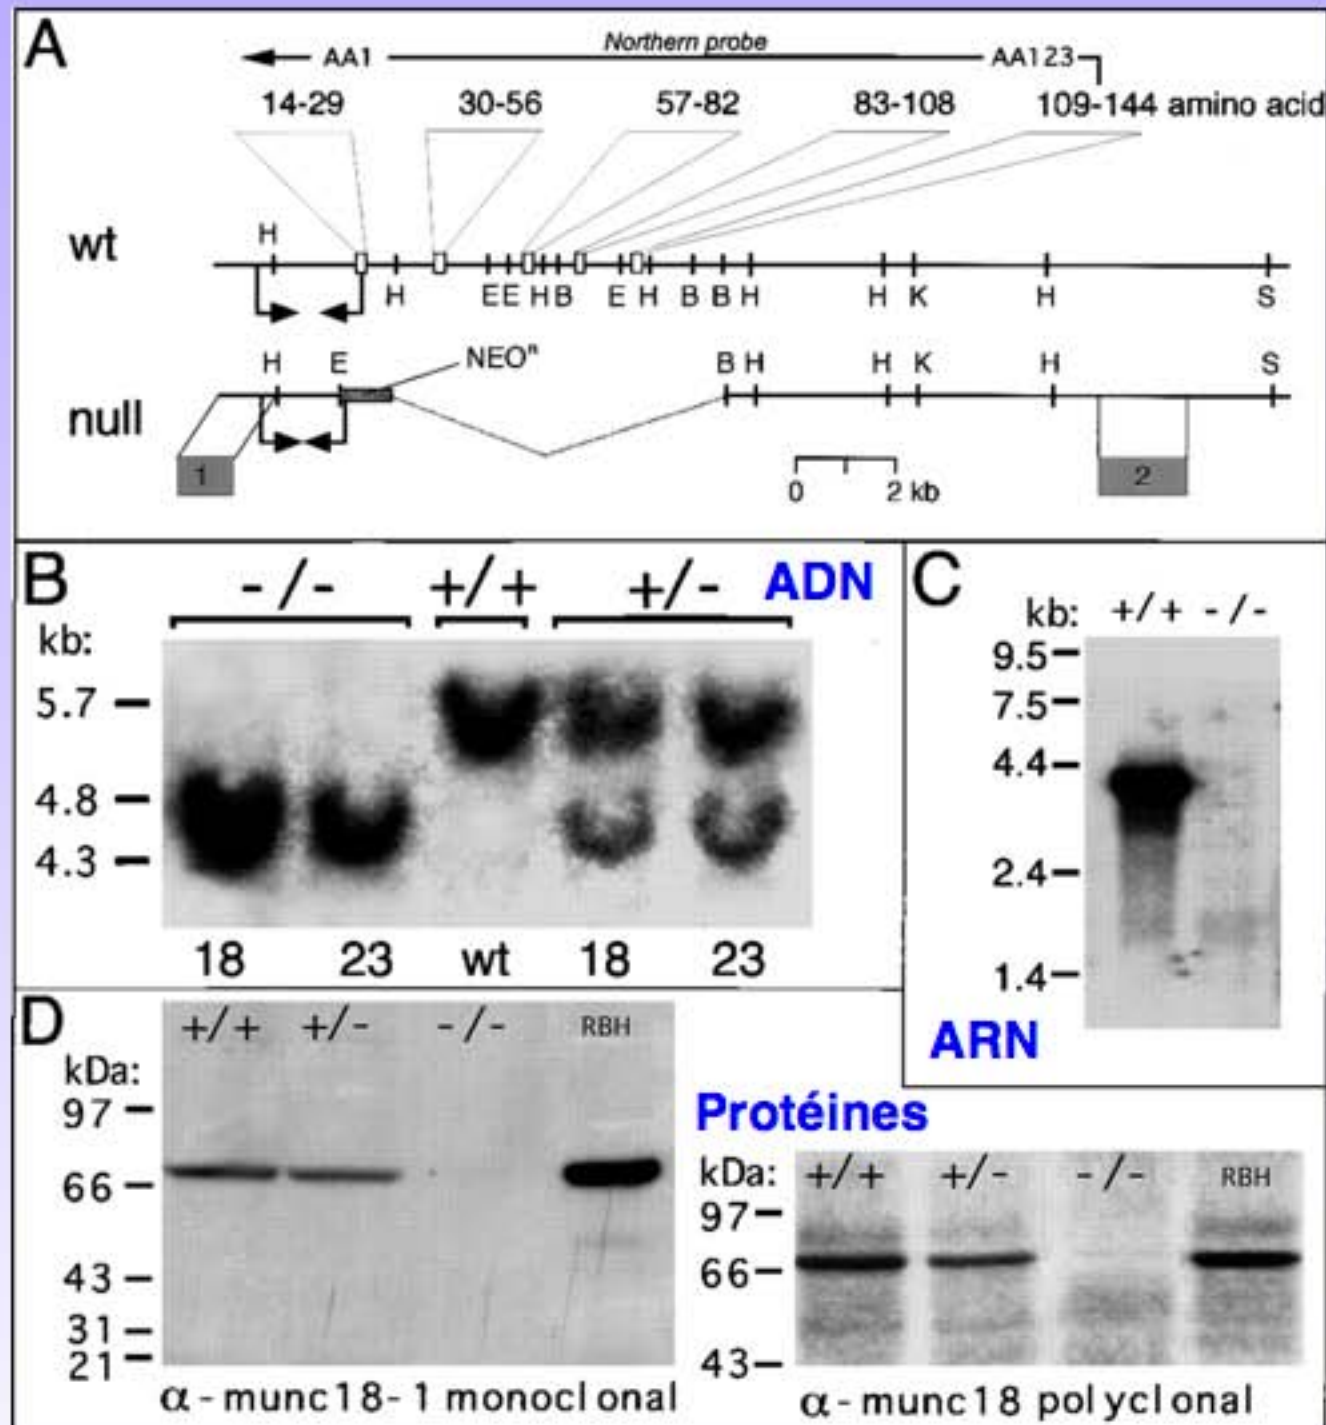 A
Northern probe
AA1 AA123
14-29 30-56 57-82 83-108 109-144 amino acid
wt
H
H EE H B E H B B H H K H S
null
H E NEOᴿ B H H K H S
1
0 2 kb
2
B
-/- +/+ +/- ADN
kb:
5.7
4.8
4.3
18 23 wt 18 23
C
kb: +/+ -/-
9.5
7.5
4.4
2.4
1.4
ARN
D
+/+ +/- -/- RBH
kDa:
97
66
43
31
21
α-munc18-1 monoclonal
Protéines
kDa: +/+ +/- -/- RBH
97
66
43
α-munc18 polyclonal